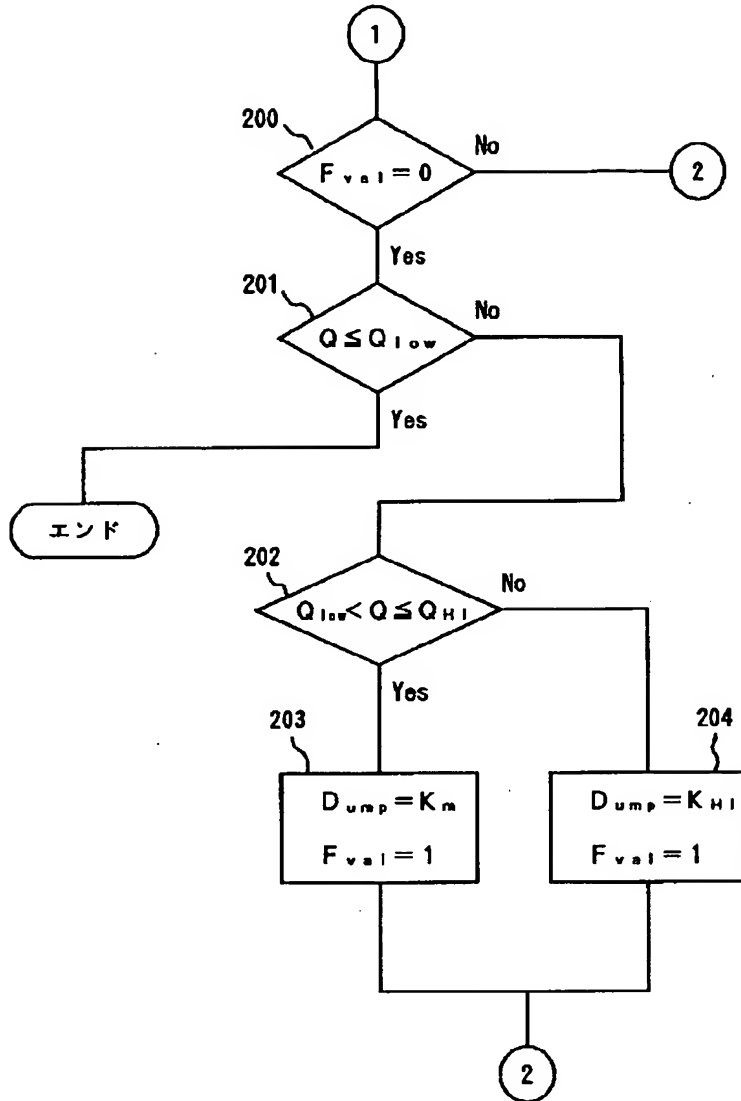 1
200
F val = 0
No
2
Yes
201
Q ≦ Q low
No
Yes
エンド
202
Q low < Q ≦ Q HI
No
Yes
203
D ump = K m
F val = 1
204
D ump = K HI
F val = 1
2